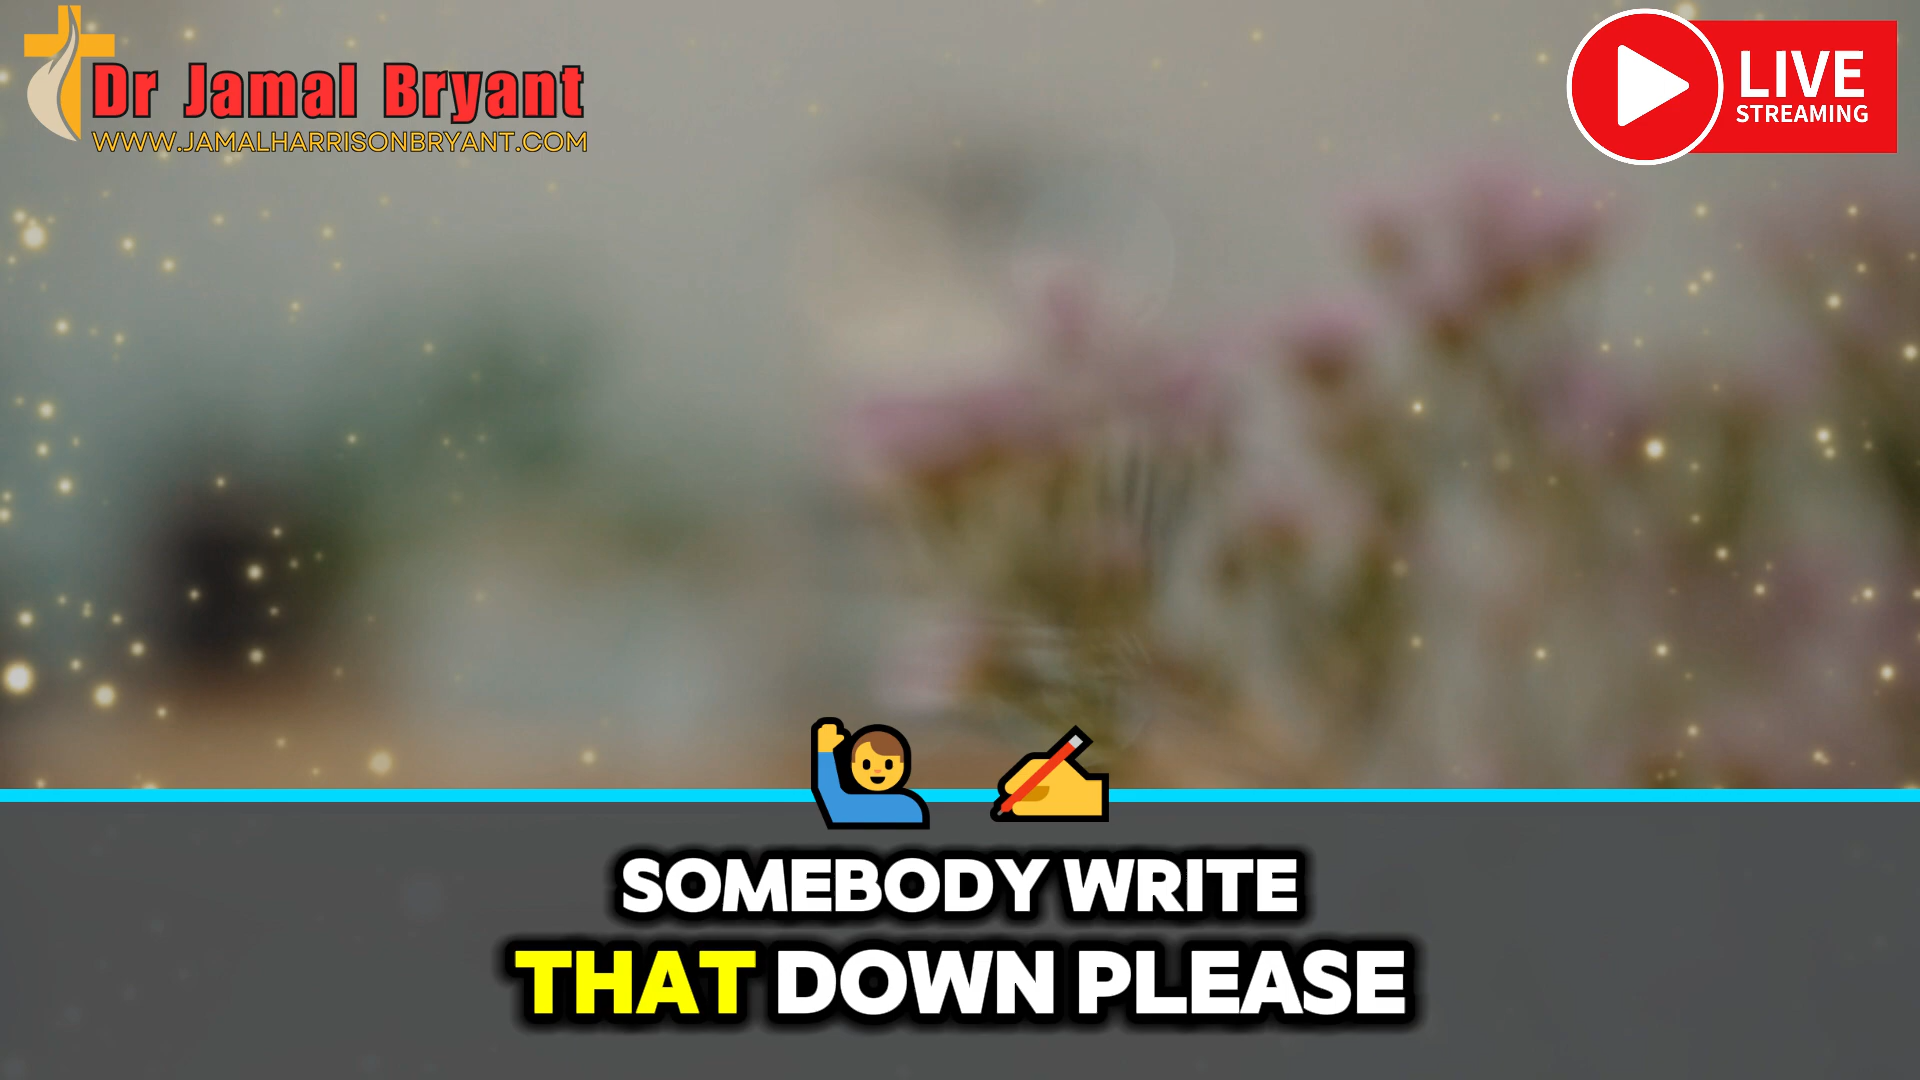 Dr Jamal Bryant
WWW.JAMALHARRISONBRYANT.COM
LIVE
STREAMING
SOMEBODY WRITE
THAT DOWN PLEASE